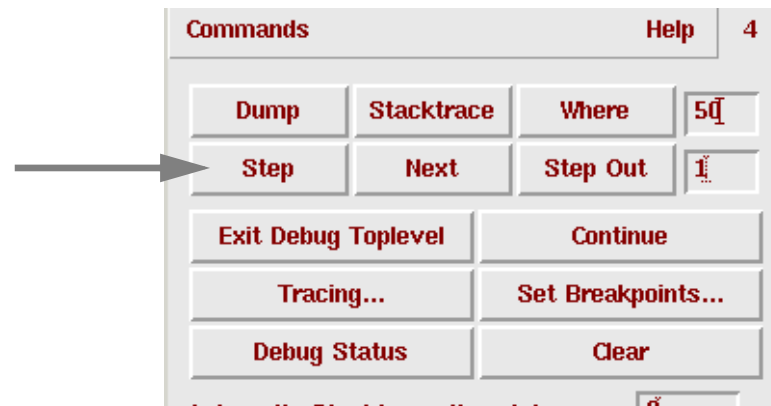 Commands Help 4
Dump Stacktrace Where 50
Step Next Step Out 1
Exit Debug Toplevel Continue
Tracing... Set Breakpoints...
Debug Status Clear